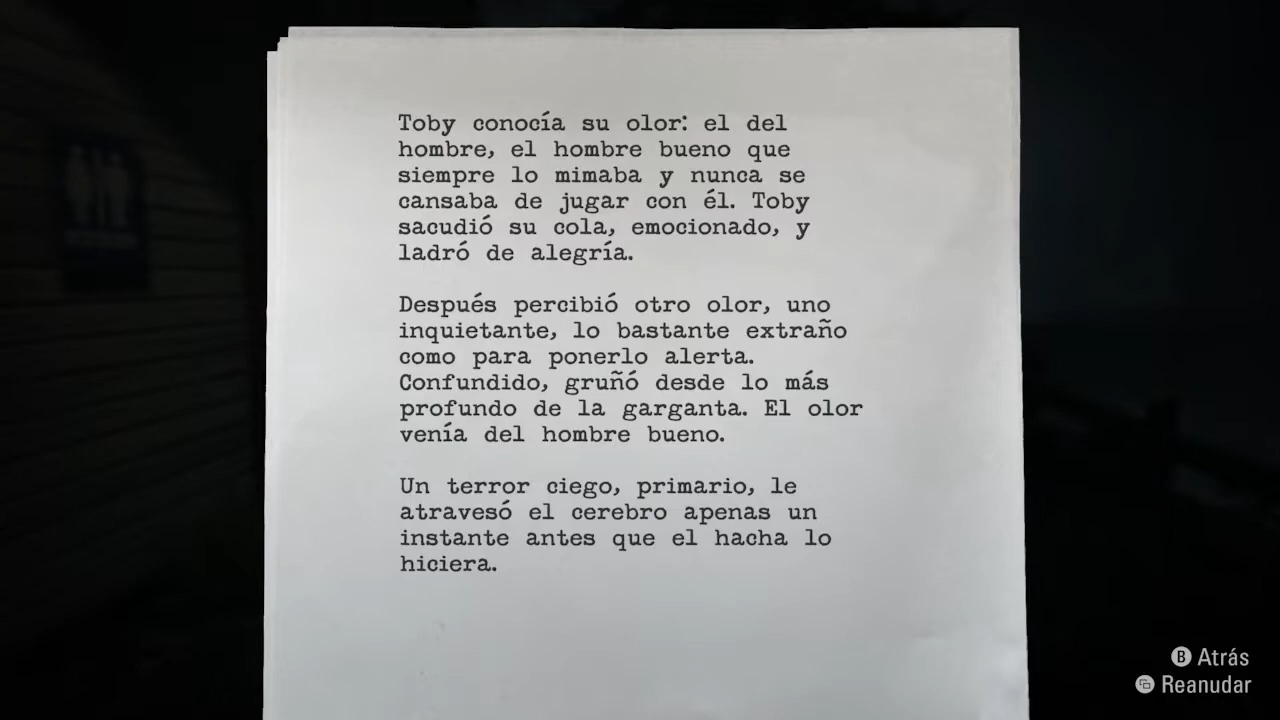 Toby conocía su olor: el del
hombre, el hombre bueno que
siempre lo mimaba y nunca se
cansaba de jugar con él. Toby
sacudió su cola, emocionado, y
ladró de alegría.
Después percibió otro olor, uno
inquietante, lo bastante extraño
como para ponerlo alerta.
Confundido, gruñó desde lo más
profundo de la garganta. El olor
venía del hombre bueno.
Un terror ciego, primario, le
atravesó el cerebro apenas un
instante antes que el hacha lo
hiciera.
B Atrás
Reanudar